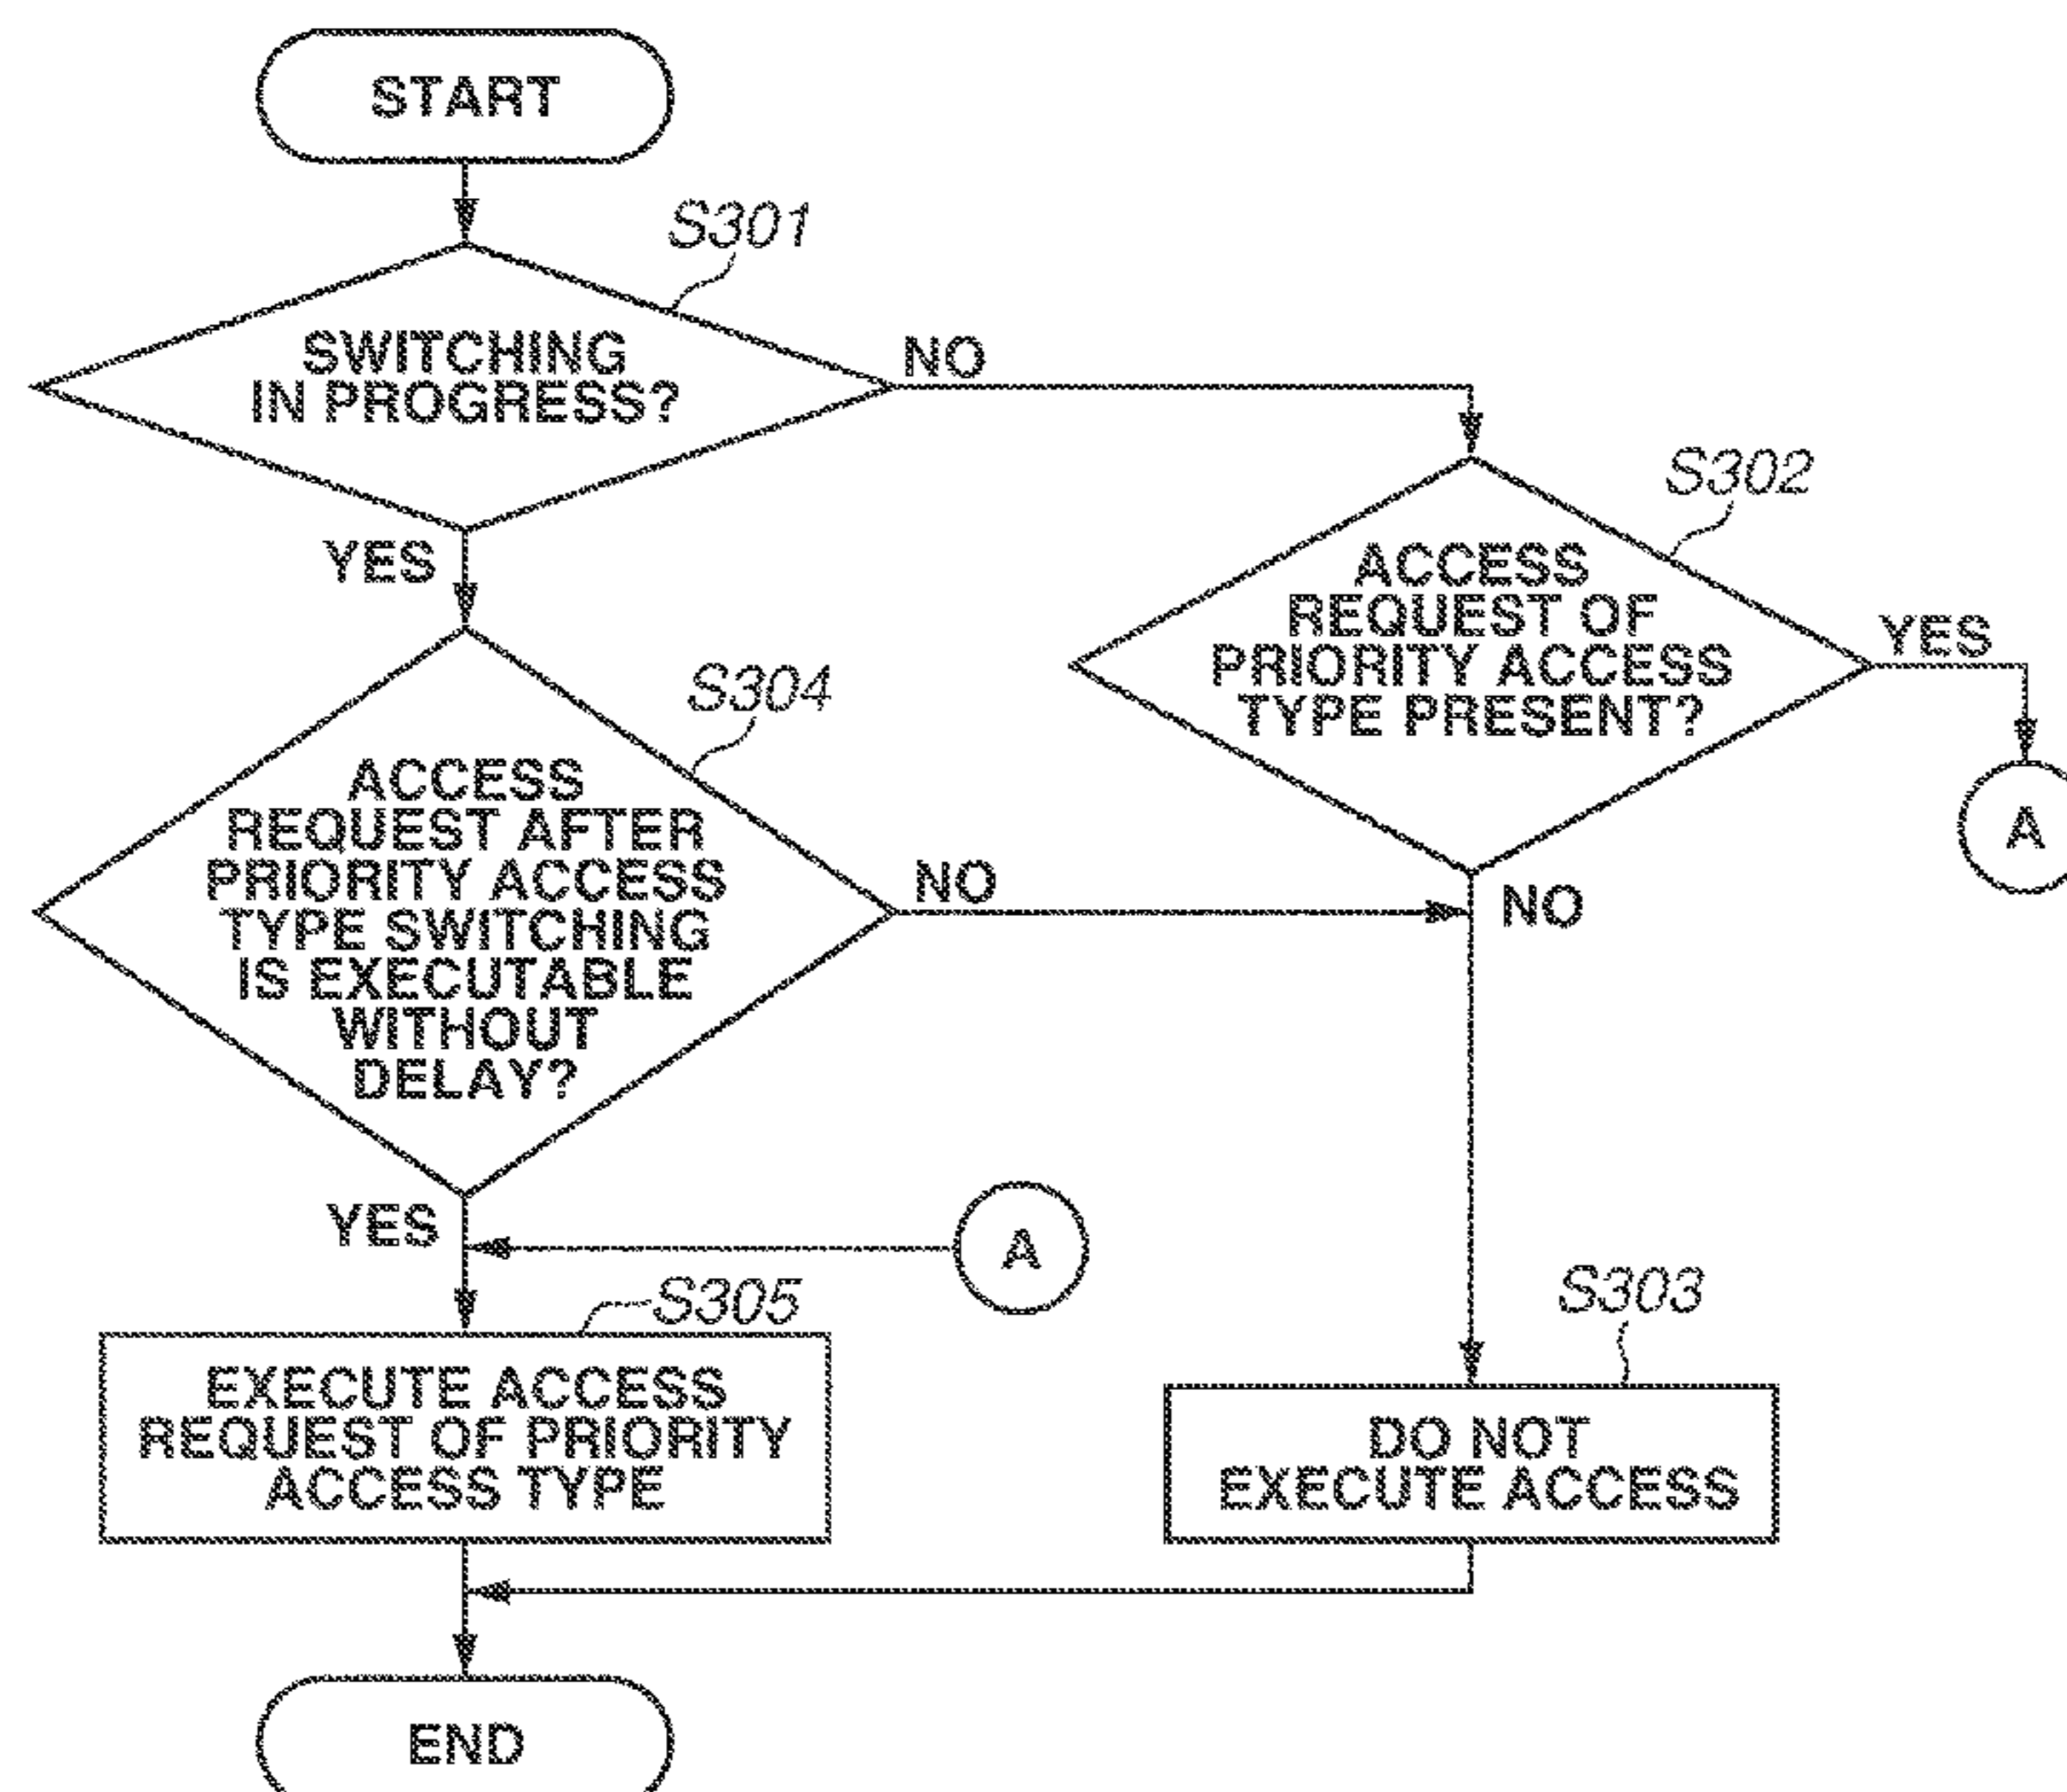 START
S301
SWITCHING
IN PROGRESS?
NO
YES
S302
ACCESS
REQUEST OF
PRIORITY ACCESS
TYPE PRESENT?
YES
A
NO
S304
ACCESS
REQUEST AFTER
PRIORITY ACCESS
TYPE SWITCHING
IS EXECUTABLE
WITHOUT
DELAY?
NO
YES
A
S305
EXECUTE ACCESS
REQUEST OF PRIORITY
ACCESS TYPE
S303
DO NOT
EXECUTE ACCESS
END